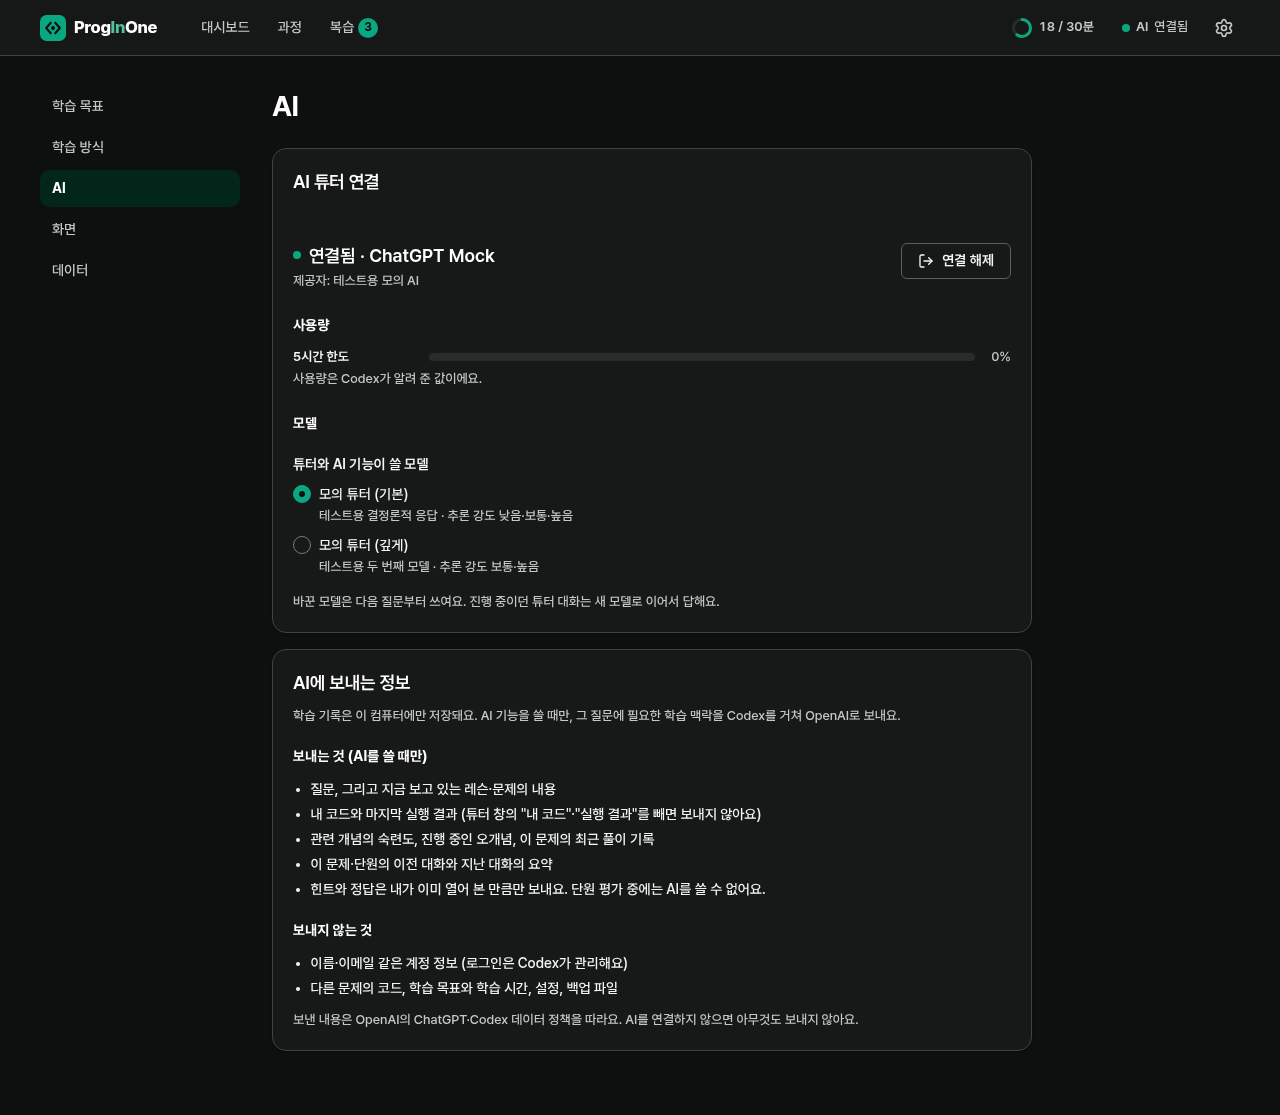 ProgInOne
대시보드
과정
복습 3
18 / 30분
AI 연결됨
학습 목표
학습 방식
AI
화면
데이터
AI
AI 튜터 연결
연결됨 · ChatGPT Mock
제공자: 테스트용 모의 AI
연결 해제
사용량
5시간 한도
0%
사용량은 Codex가 알려 준 값이에요.
모델
튜터와 AI 기능이 쓸 모델
모의 튜터 (기본)
테스트용 결정론적 응답 · 추론 강도 낮음·보통·높음
모의 튜터 (깊게)
테스트용 두 번째 모델 · 추론 강도 보통·높음
바꾼 모델은 다음 질문부터 쓰여요. 진행 중이던 튜터 대화는 새 모델로 이어서 답해요.
AI에 보내는 정보
학습 기록은 이 컴퓨터에만 저장돼요. AI 기능을 쓸 때만, 그 질문에 필요한 학습 맥락을 Codex를 거쳐 OpenAI로 보내요.
보내는 것 (AI를 쓸 때만)
• 질문, 그리고 지금 보고 있는 레슨·문제의 내용
• 내 코드와 마지막 실행 결과 (튜터 창의 "내 코드"·"실행 결과"를 빼면 보내지 않아요)
• 관련 개념의 숙련도, 진행 중인 오개념, 이 문제의 최근 풀이 기록
• 이 문제·단원의 이전 대화와 지난 대화의 요약
• 힌트와 정답은 내가 이미 열어 본 만큼만 보내요. 단원 평가 중에는 AI를 쓸 수 없어요.
보내지 않는 것
• 이름·이메일 같은 계정 정보 (로그인은 Codex가 관리해요)
• 다른 문제의 코드, 학습 목표와 학습 시간, 설정, 백업 파일
보낸 내용은 OpenAI의 ChatGPT·Codex 데이터 정책을 따라요. AI를 연결하지 않으면 아무것도 보내지 않아요.